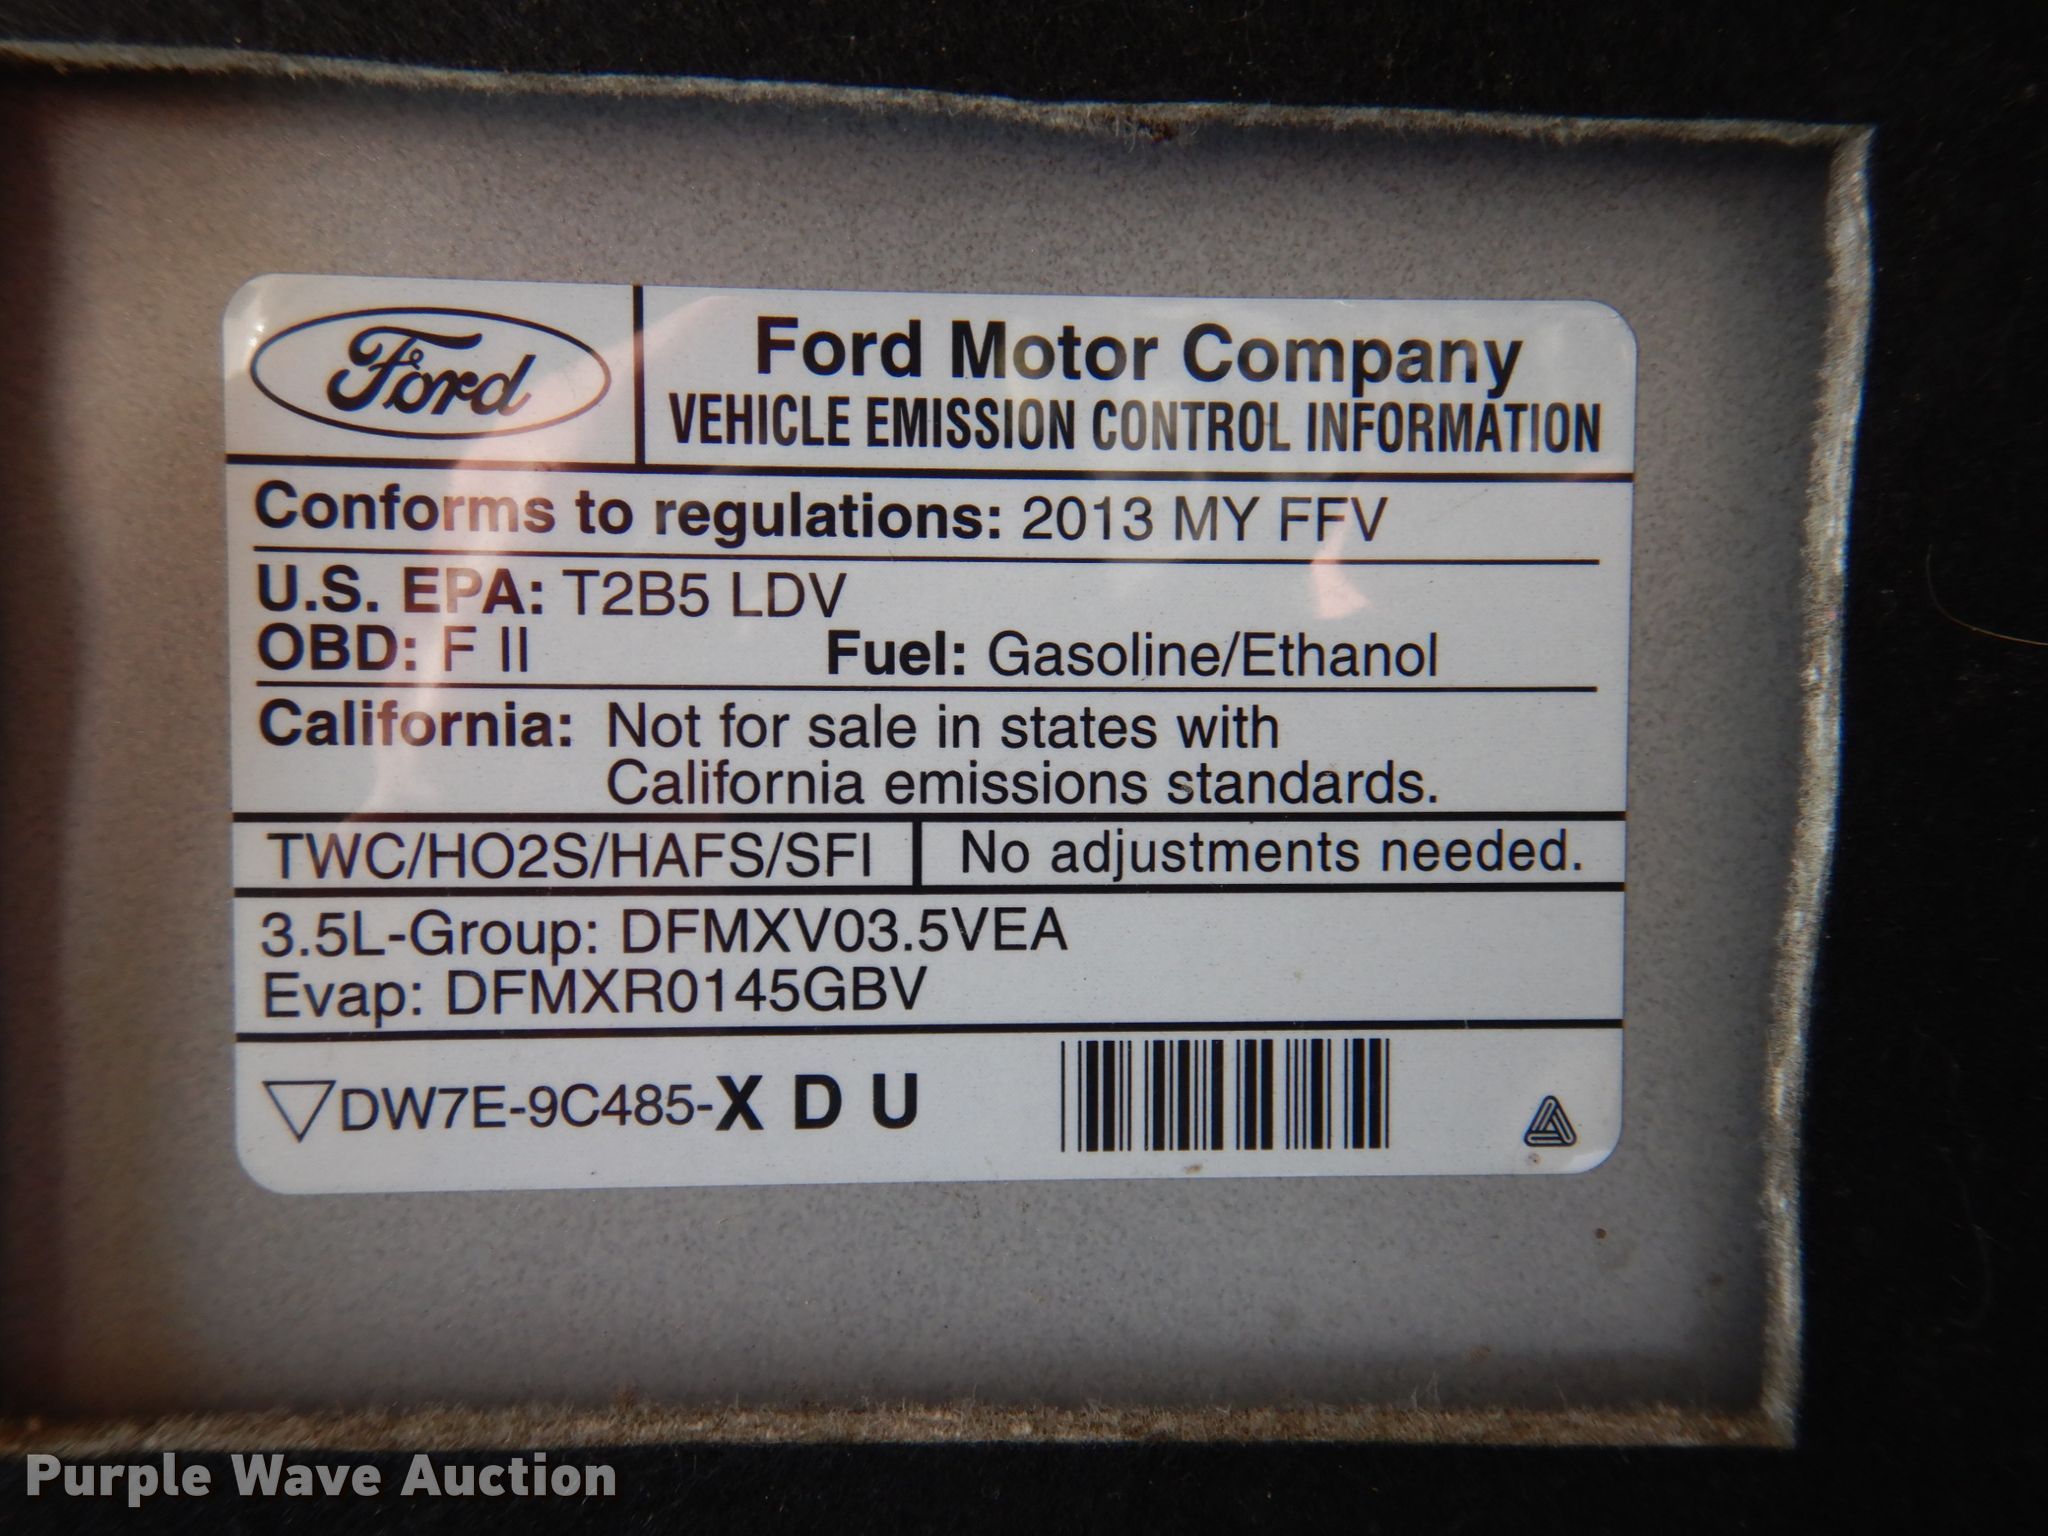 Ford
Ford Motor Company
VEHICLE EMISSION CONTROL INFORMATION
Conforms to regulations: 2013 MY FFV
U.S. EPA: T2B5 LDV
OBD: F II Fuel: Gasoline/Ethanol
California: Not for sale in states with
California emissions standards.
TWC/HO2S/HAFS/SFI No adjustments needed.
3.5L-Group: DFMXV03.5VEA
Evap: DFMXR0145GBV
DW7E-9C485-X D U
Purple Wave Auction